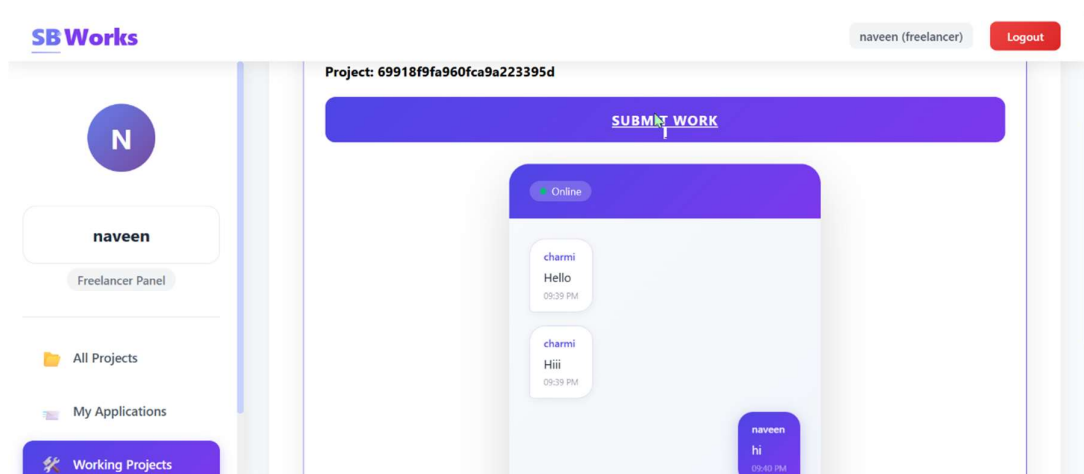 SB Works
naveen (freelancer)
Logout
Project: 69918f9fa960fca9a223395d
SUBMIT WORK
N
naveen
Freelancer Panel
All Projects
My Applications
Working Projects
Online
charmi
Hello
09:39 PM
charmi
Hiii
09:39 PM
naveen
hi
09:40 PM